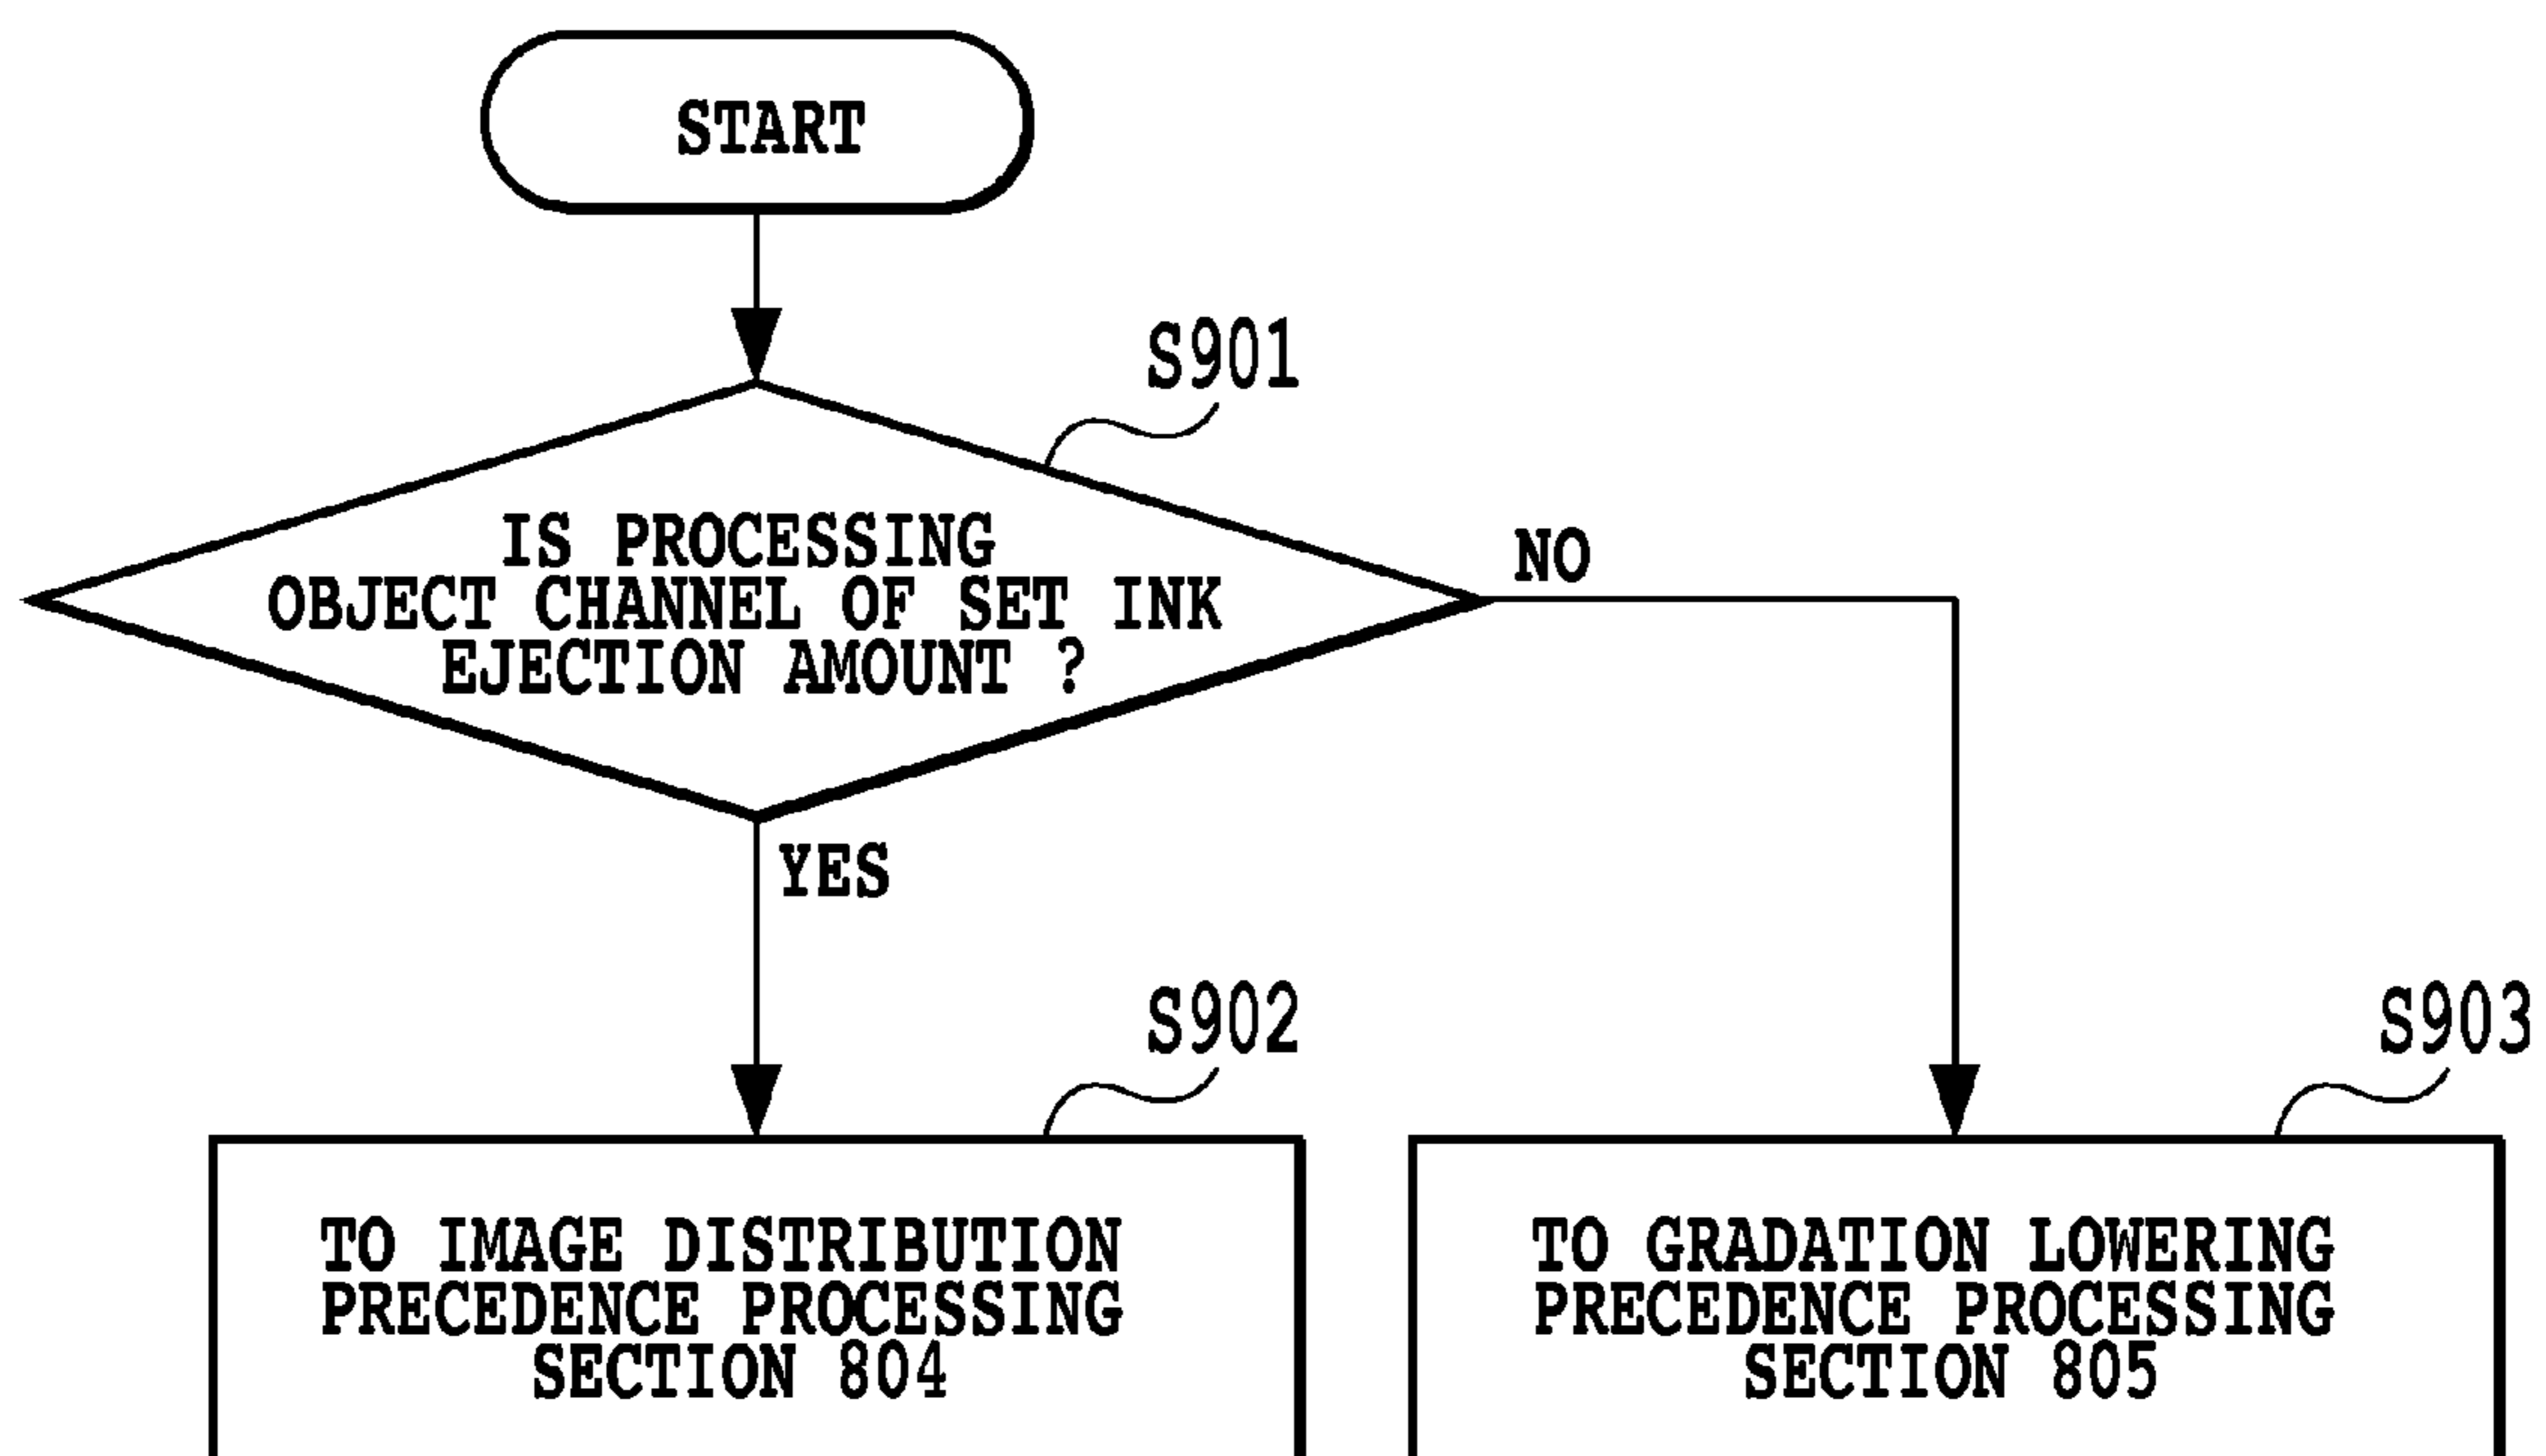 START
S901
IS PROCESSING
OBJECT CHANNEL OF SET INK
EJECTION AMOUNT ?
NO
YES
S902
S903
TO IMAGE DISTRIBUTION
PRECEDENCE PROCESSING
SECTION 804
TO GRADATION LOWERING
PRECEDENCE PROCESSING
SECTION 805